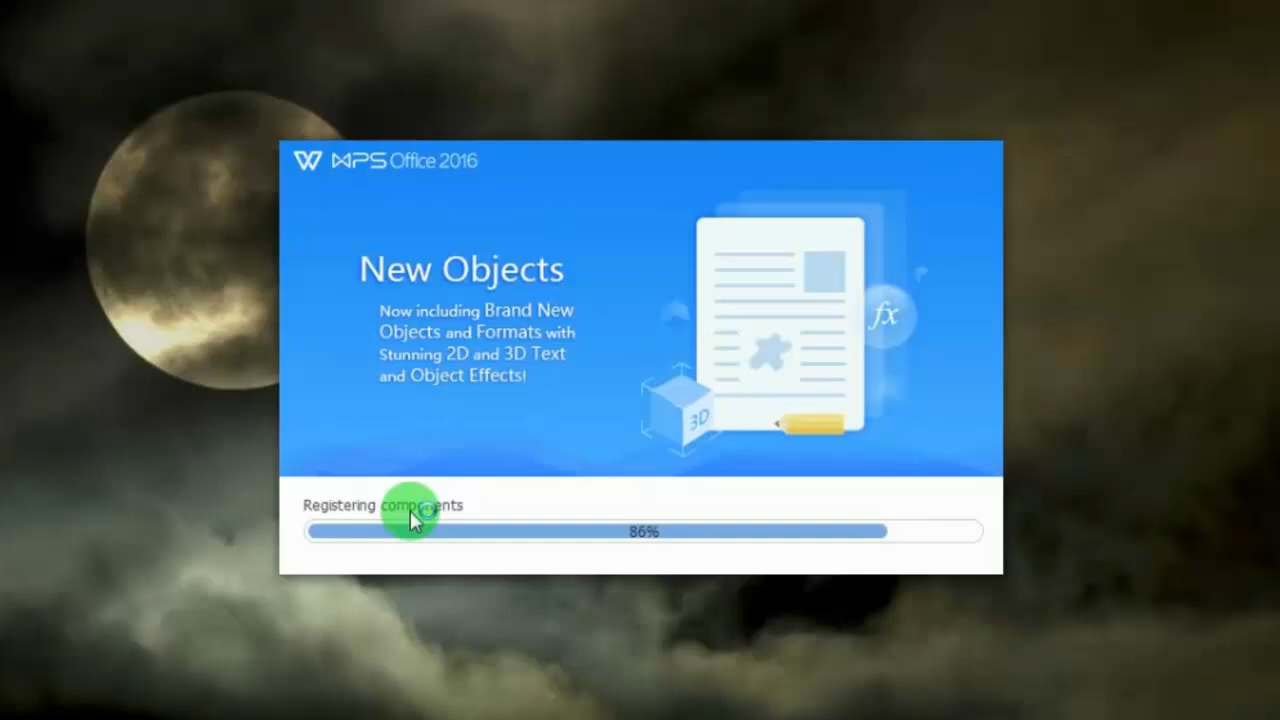 WPS Office 2016
New Objects
Now including Brand New
Objects and Formats with
Stunning 2D and 3D Text
and Object Effects!
fx
3D
Registering components
86%